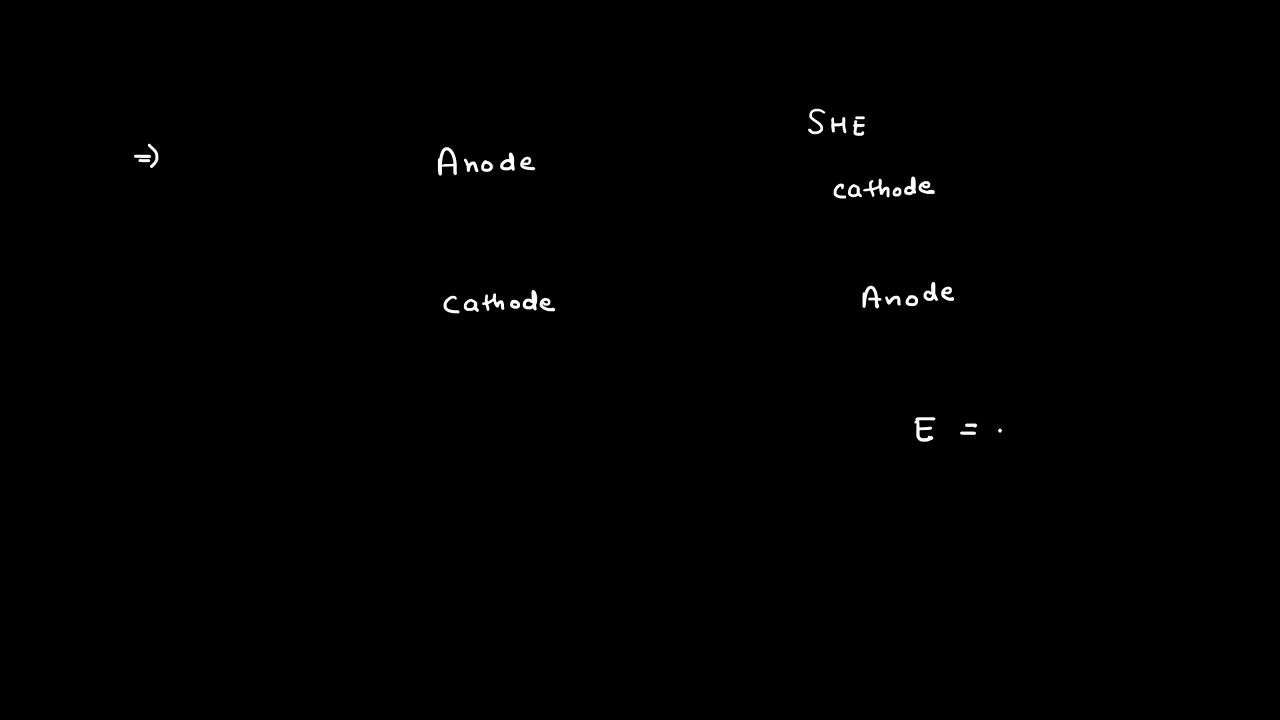 SHE
⇒ Anode cathode
cathode Anode
E = .